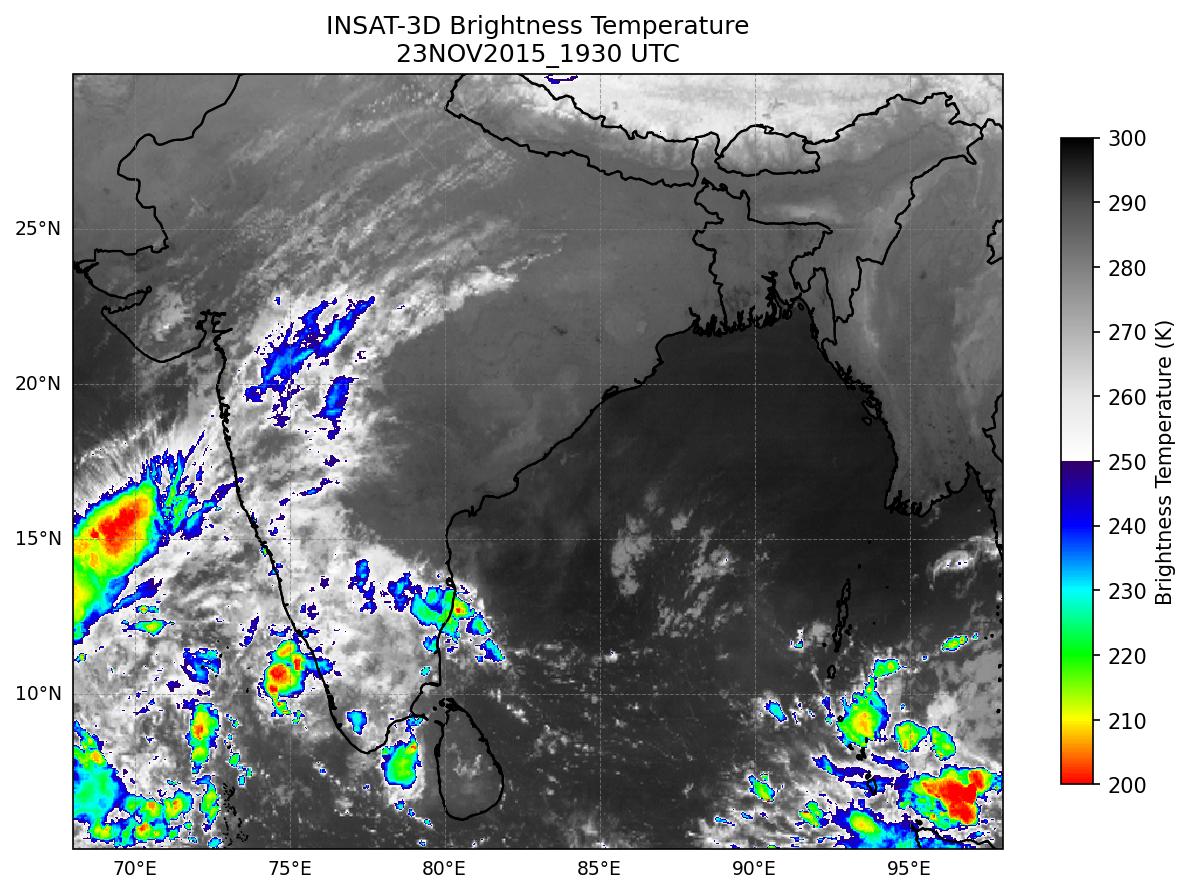 INSAT-3D Brightness Temperature
23NOV2015_1930 UTC
25°N
20°N
15°N
10°N
70°E
75°E
80°E
85°E
90°E
95°E
300
290
280
270
260
250
240
230
220
210
200
Brightness Temperature (K)